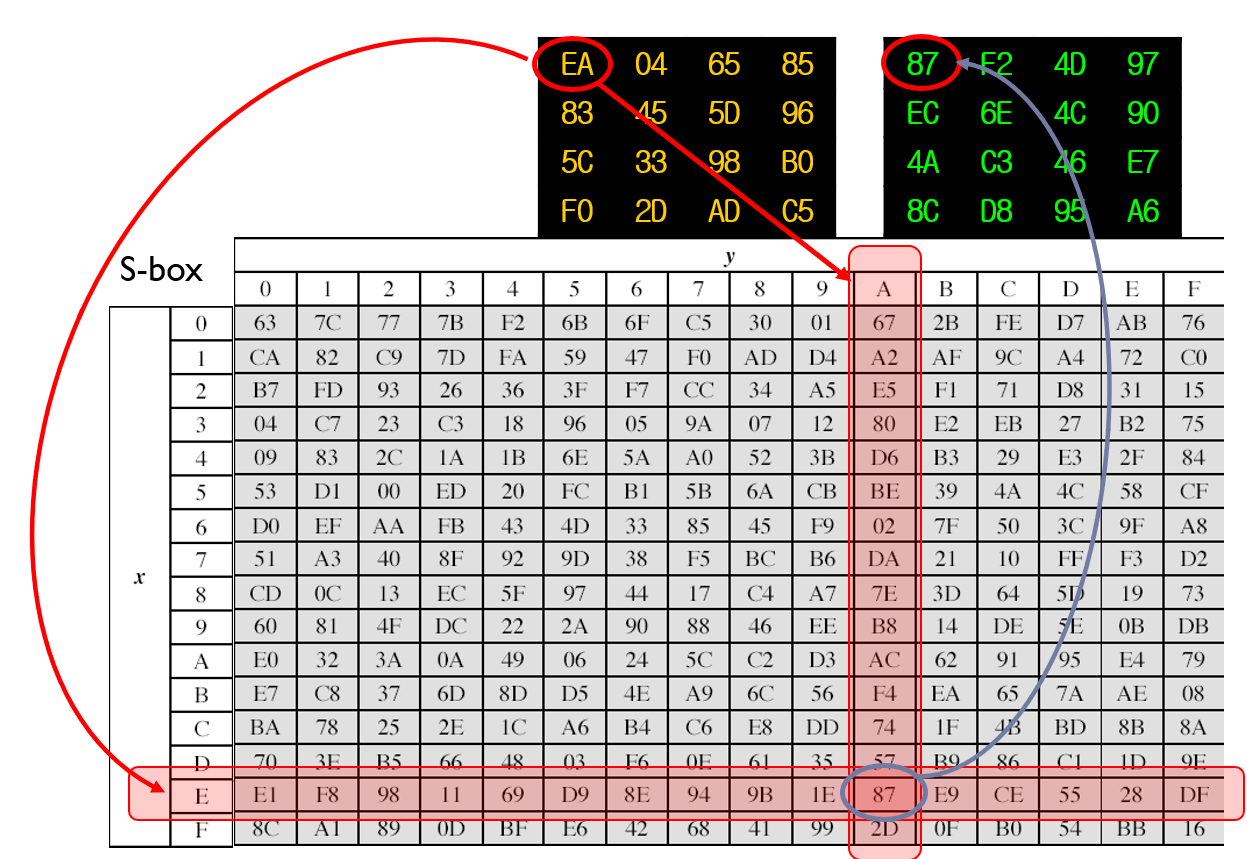 EA 04 65 85 87 F2 4D 97
83 45 5D 96 EC 6E 4C 90
5C 33 98 B0 4A C3 46 E7
F0 2D AD C5 8C D8 95 A6
y
S-box
0 1 2 3 4 5 6 7 8 9 A B C D E F
0 63 7C 77 7B F2 6B 6F C5 30 01 67 2B FE D7 AB 76
1 CA 82 C9 7D FA 59 47 F0 AD D4 A2 AF 9C A4 72 C0
2 B7 FD 93 26 36 3F F7 CC 34 A5 E5 F1 71 D8 31 15
3 04 C7 23 C3 18 96 05 9A 07 12 80 E2 EB 27 B2 75
4 09 83 2C 1A 1B 6E 5A A0 52 3B D6 B3 29 E3 2F 84
5 53 D1 00 ED 20 FC B1 5B 6A CB BE 39 4A 4C 58 CF
6 D0 EF AA FB 43 4D 33 85 45 F9 02 7F 50 3C 9F A8
7 51 A3 40 8F 92 9D 38 F5 BC B6 DA 21 10 FF F3 D2
x
8 CD 0C 13 EC 5F 97 44 17 C4 A7 7E 3D 64 5D 19 73
9 60 81 4F DC 22 2A 90 88 46 EE B8 14 DE 5E 0B DB
A E0 32 3A 0A 49 06 24 5C C2 D3 AC 62 91 95 E4 79
B E7 C8 37 6D 8D D5 4E A9 6C 56 F4 EA 65 7A AE 08
C BA 78 25 2E 1C A6 B4 C6 E8 DD 74 1F 4B BD 8B 8A
D 70 3E B5 66 48 03 F6 0E 61 35 57 B9 86 C1 1D 9E
E E1 F8 98 11 69 D9 8E 94 9B 1E 87 E9 CE 55 28 DF
F 8C A1 89 0D BF E6 42 68 41 99 2D 0F B0 54 BB 16